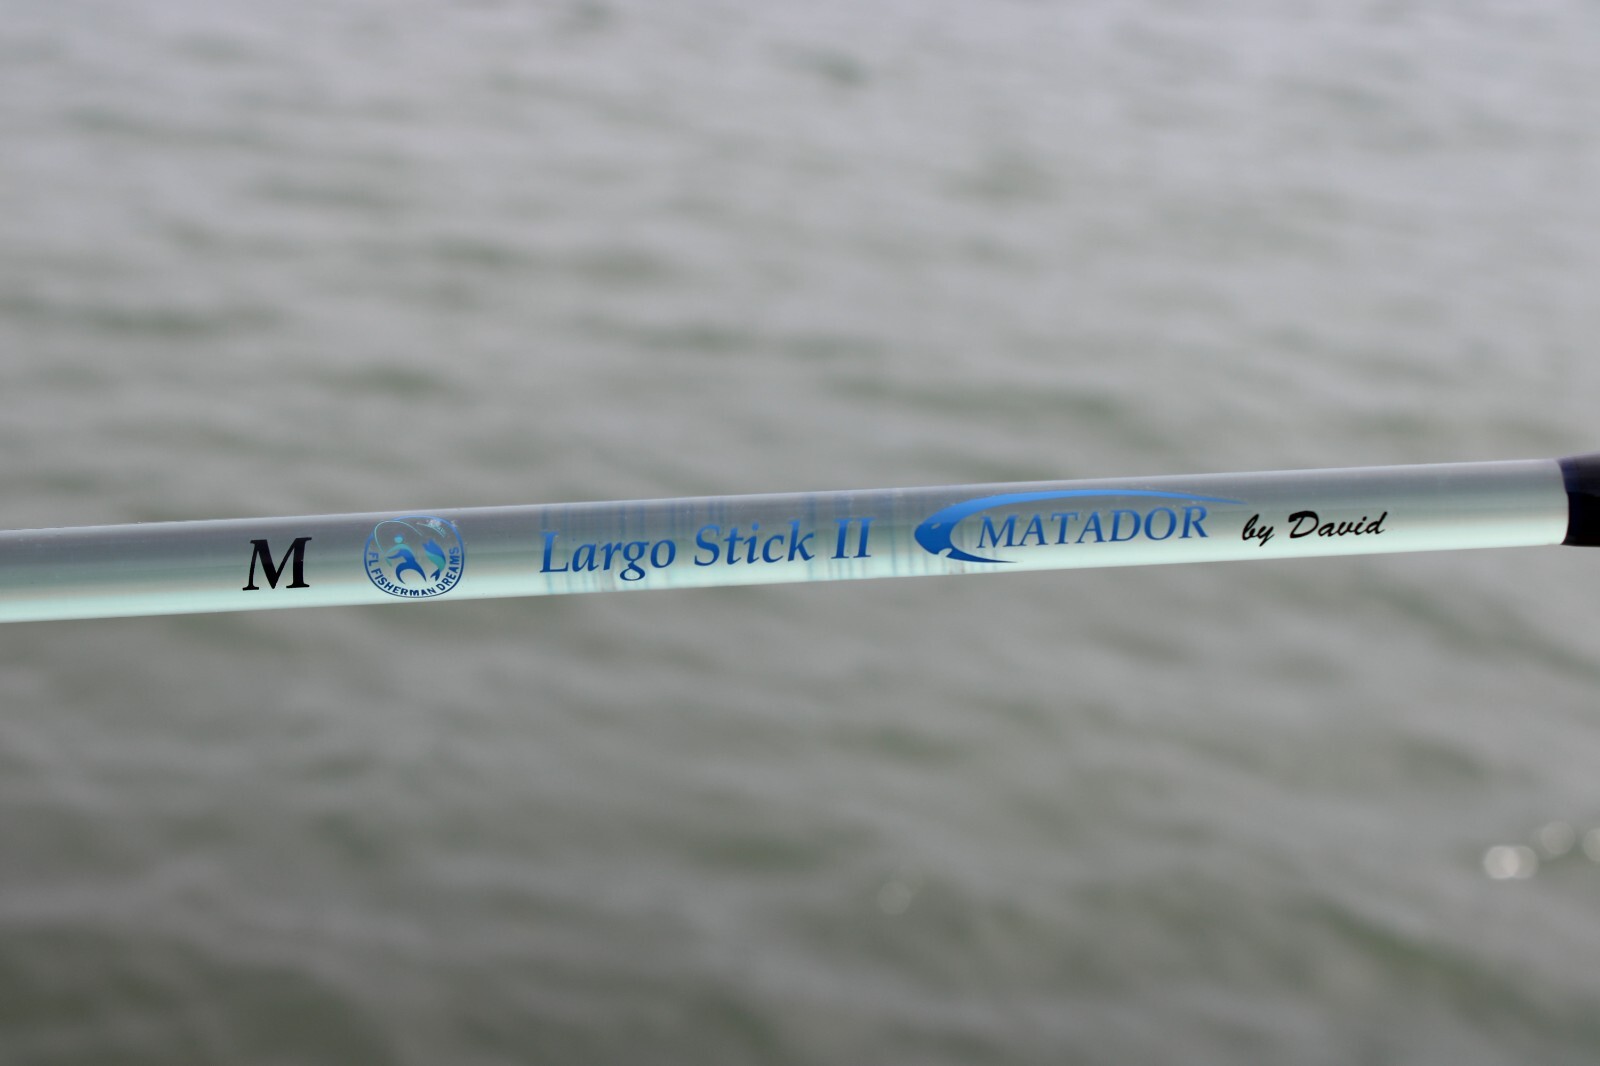 M FL FISHERMAN DREAMS Largo Stick II MATADOR by David